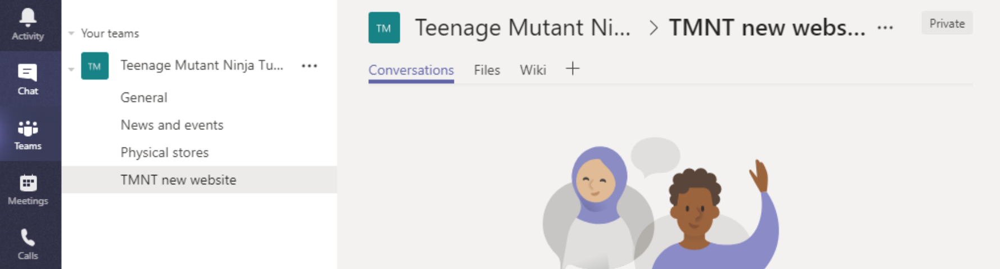 Activity
Chat
Teams
Meetings
Calls
Your teams
TM Teenage Mutant Ninja Tu... ...
General
News and events
Physical stores
TMNT new website
TM Teenage Mutant Ni... > TMNT new webs... ... Private
Conversations Files Wiki +